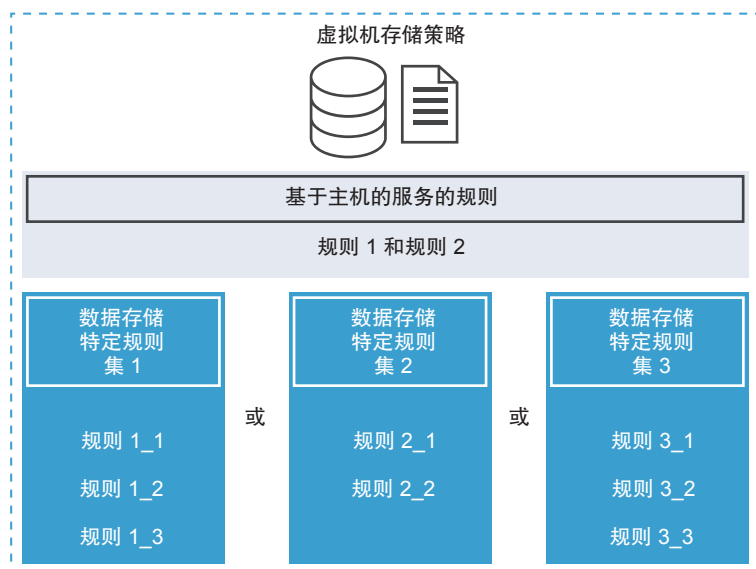 虚拟机存储策略
基于主机的服务的规则
规则 1 和规则 2
数据存储
特定规则
集 1
规则 1_1
规则 1_2
规则 1_3
或
数据存储
特定规则
集 2
规则 2_1
规则 2_2
或
数据存储
特定规则
集 3
规则 3_1
规则 3_2
规则 3_3